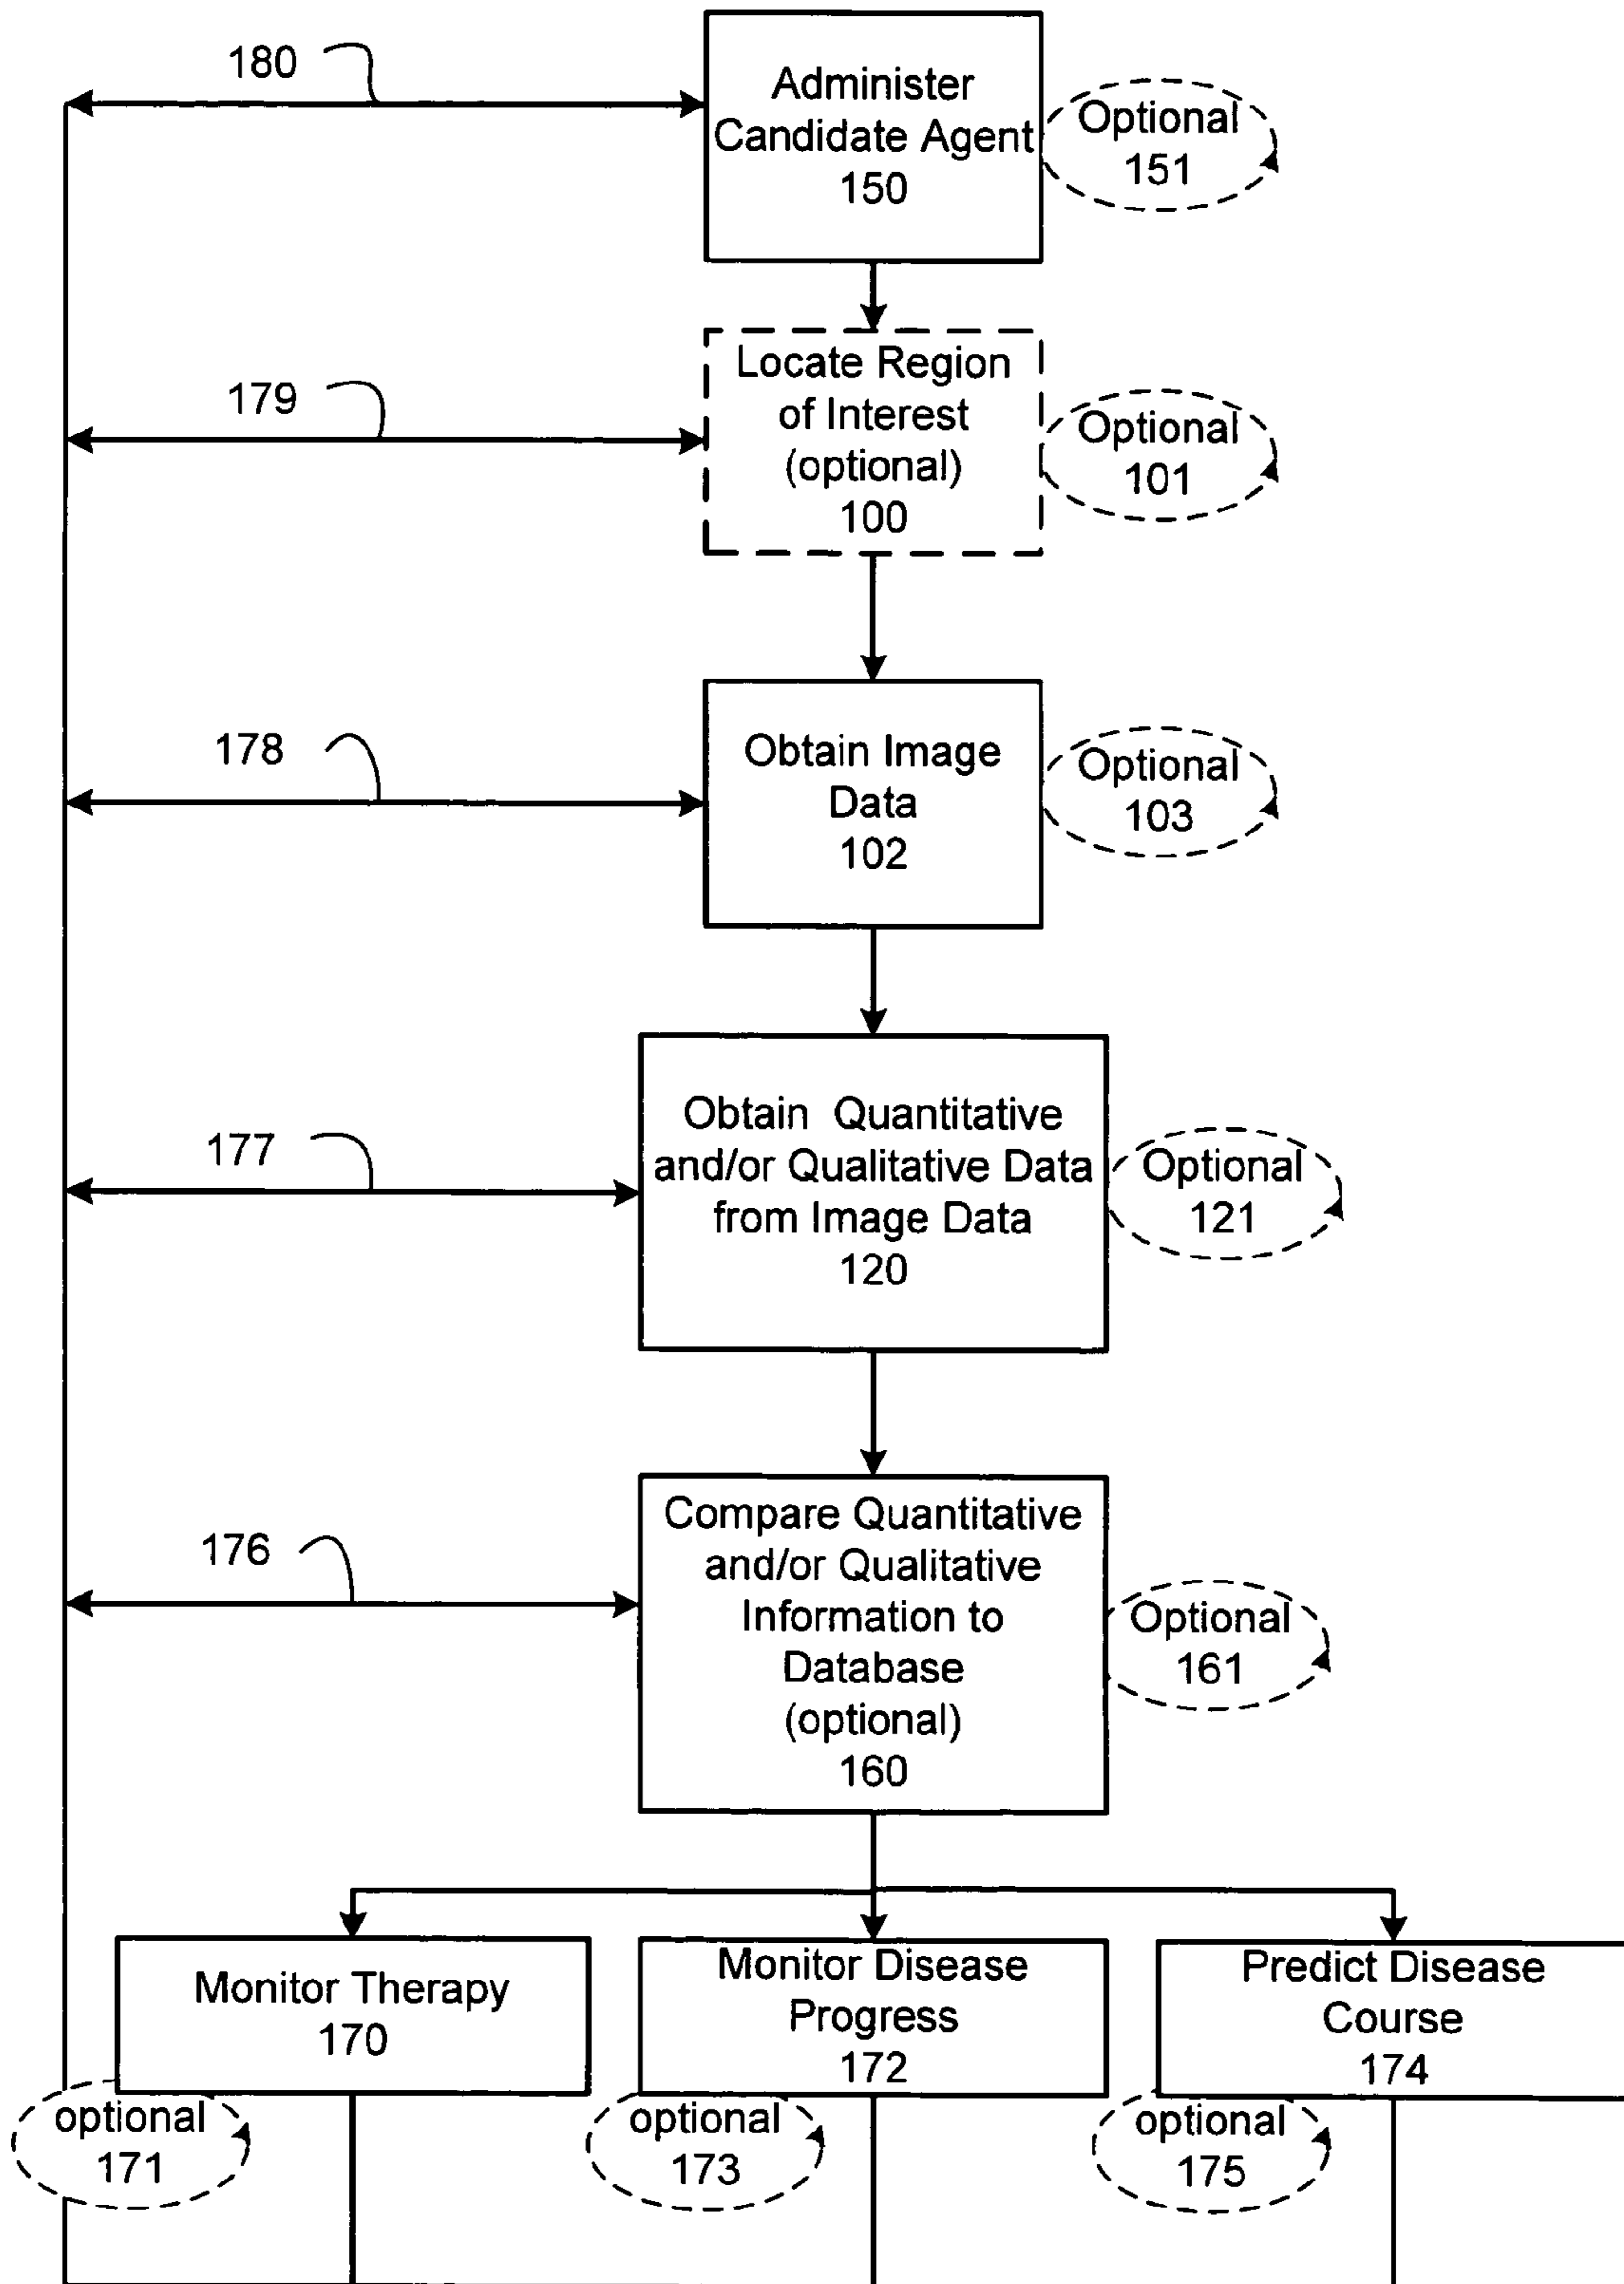 180
Administer
Candidate Agent
150
Optional
151
179
Locate Region
of Interest
(optional)
100
Optional
101
178
Obtain Image
Data
102
Optional
103
177
Obtain Quantitative
and/or Qualitative Data
from Image Data
120
Optional
121
176
Compare Quantitative
and/or Qualitative
Information to
Database
(optional)
160
Optional
161
Monitor Therapy
170
Monitor Disease
Progress
172
Predict Disease
Course
174
optional
171
optional
173
optional
175